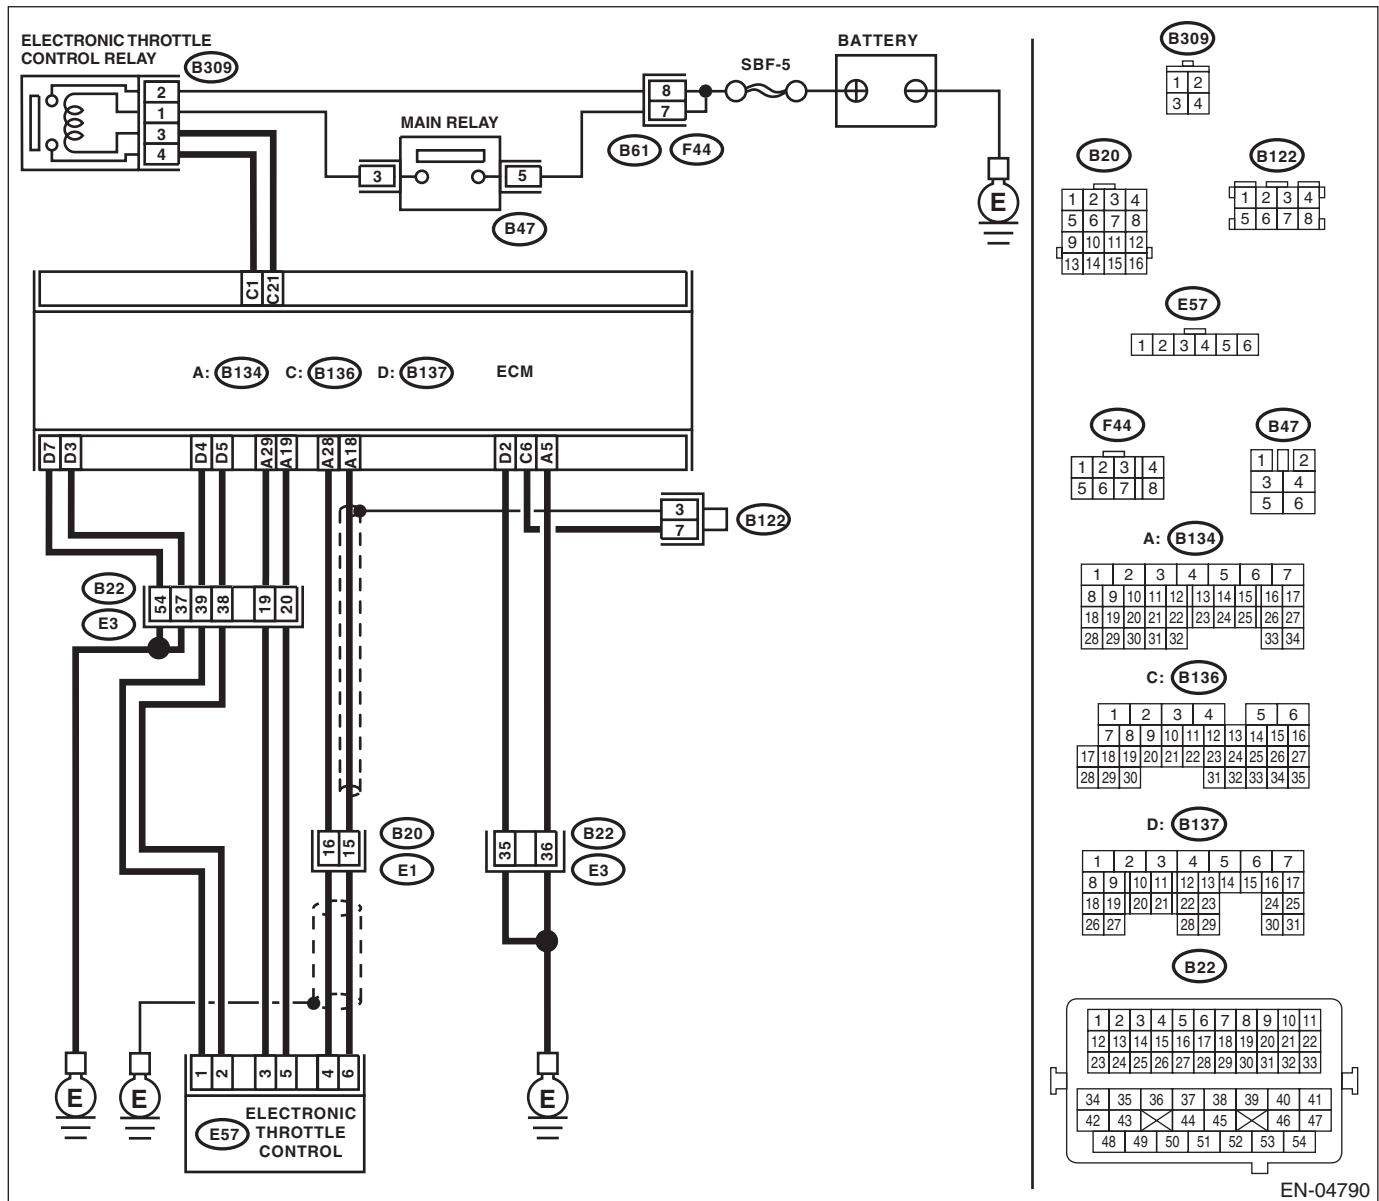 ELECTRONIC THROTTLE
CONTROL RELAY
B309
2
1
3
4
MAIN RELAY
3
5
B47
8
7
B61
F44
SBF-5
BATTERY
E
C1
C21
A: B134 C: B136 D: B137 ECM
D7 D3 D4 D5 A29 A19 A28 A18 D2 C6 A5
3
7
B122
B22
E3
54 37 39 38 19 20
16 15
B20
E1
35 36
B22
E3
E
E
E
1 2 3 5 4 6
E57
ELECTRONIC
THROTTLE
CONTROL
B309
1 2
3 4
B20
1 2 3 4
5 6 7 8
9 10 11 12
13 14 15 16
B122
1 2 3 4
5 6 7 8
E57
1 2 3 4 5 6
F44
1 2 3 4
5 6 7 8
B47
1 2
3 4
5 6
A: B134
1 2 3 4 5 6 7
8 9 10 11 12 13 14 15 16 17
18 19 20 21 22 23 24 25 26 27
28 29 30 31 32 33 34
C: B136
1 2 3 4 5 6
7 8 9 10 11 12 13 14 15 16
17 18 19 20 21 22 23 24 25 26 27
28 29 30 31 32 33 34 35
D: B137
1 2 3 4 5 6 7
8 9 10 11 12 13 14 15 16 17
18 19 20 21 22 23 24 25
26 27 28 29 30 31
B22
1 2 3 4 5 6 7 8 9 10 11
12 13 14 15 16 17 18 19 20 21 22
23 24 25 26 27 28 29 30 31 32 33
34 35 36 37 38 39 40 41
42 43 44 45 46 47
48 49 50 51 52 53 54
EN-04790